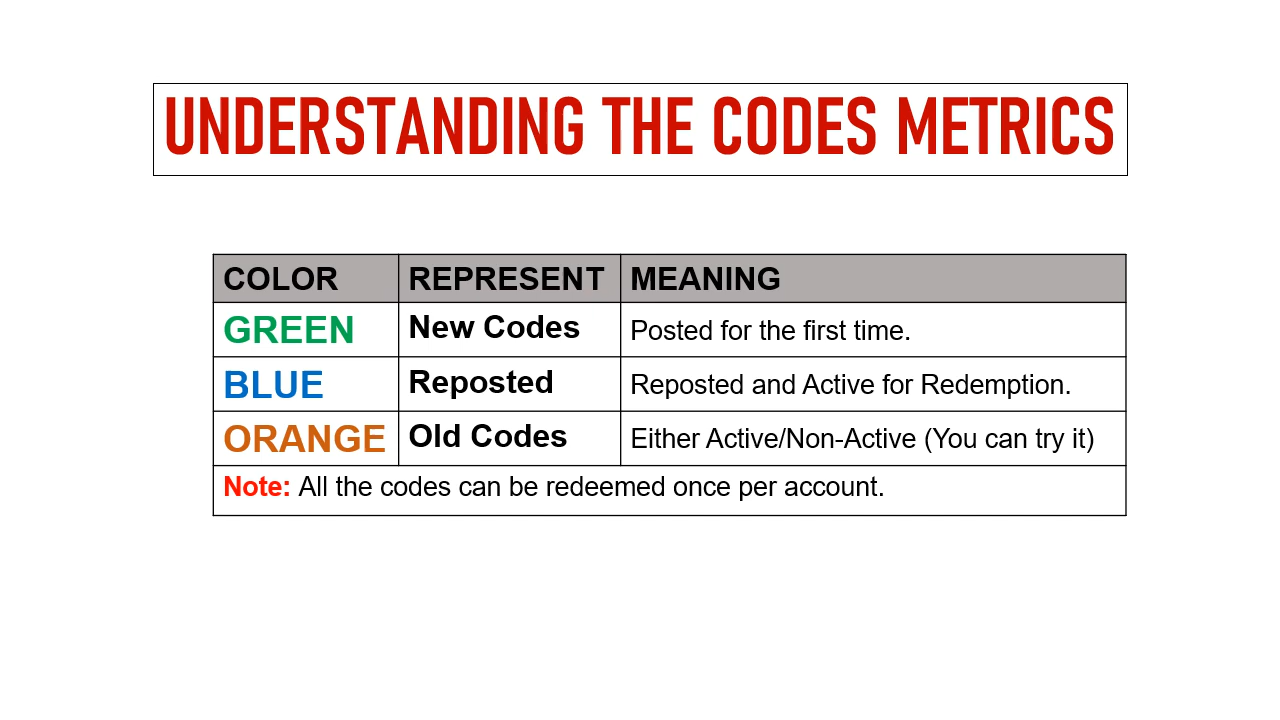 UNDERSTANDING THE CODES METRICS
COLOR REPRESENT MEANING
GREEN New Codes Posted for the first time.
BLUE Reposted Reposted and Active for Redemption.
ORANGE Old Codes Either Active/Non-Active (You can try it)
Note: All the codes can be redeemed once per account.